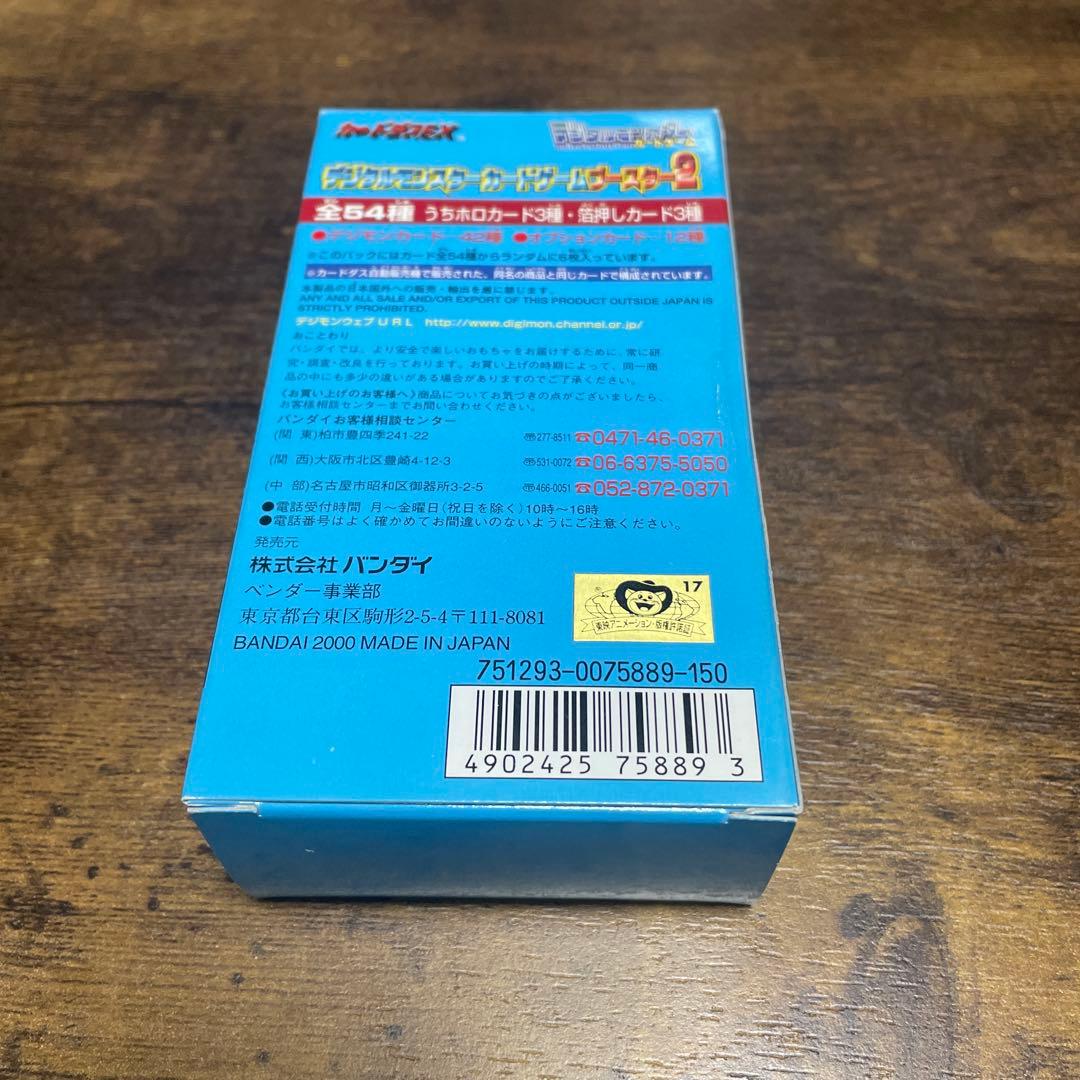 カードダスEX
デジタルモンスター
カードゲーム
デジタルモンスターカードゲームブースター2
全54種 うちホロカード3種・箔押しカード3種
●デジモンカード…42種 ●オプションカード…12種
※このパックにはカード全54種からランダムに6枚入っています。
※カードダス自動販売機で販売された、同名の商品と同じカードで構成されています。
本製品の日本国外への販売・輸出を厳に禁じます。
ANY AND ALL SALE AND/OR EXPORT OF THIS PRODUCT OUTSIDE JAPAN IS
STRICTLY PROHIBITED.
デジモンウェブURL http://www.digimon.channel.or.jp/
おことわり
バンダイでは、より安全で楽しいおもちゃをお届けするために、常に研
究・調査・改良を行っております。お買い上げの時期によって、同一商
品の中にも多少の違いがある場合がありますのでご了承ください。
《お買い上げのお客様へ》商品についてお気づきの点がございましたら、
お客様相談センターまでお問い合わせください。
バンダイお客様相談センター
(関 東)柏市豊四季241-22 〒277-8511 ☎0471-46-0371
(関 西)大阪市北区豊崎4-12-3 〒531-0072 ☎06-6375-5050
(中 部)名古屋市昭和区御器所3-2-5 〒466-0051 ☎052-872-0371
●電話受付時間 月〜金曜日(祝日を除く)10時〜16時
●電話番号はよく確かめてお間違いのないようにご注意ください。
発売元
株式会社 バンダイ
ベンダー事業部
東京都台東区駒形2-5-4〒111-8081
BANDAI 2000 MADE IN JAPAN
17
東映アニメーション・版権許諾証
751293-0075889-150
4902425 75889 3